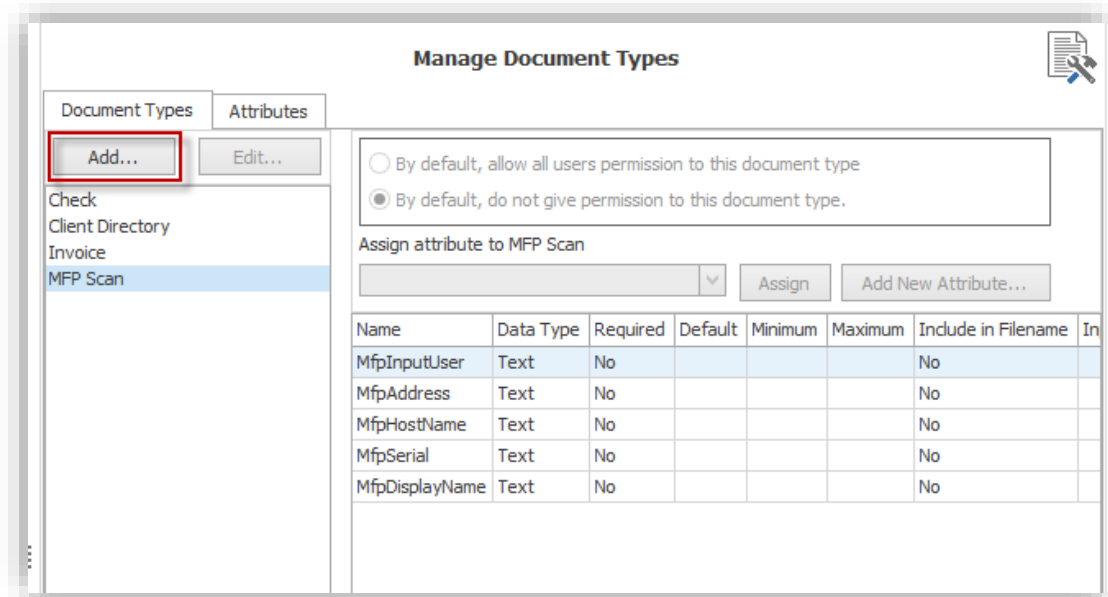 Manage Document Types
Document Types Attributes
Add... Edit...
Check
Client Directory
Invoice
MFP Scan
By default, allow all users permission to this document type
By default, do not give permission to this document type.
Assign attribute to MFP Scan
Assign Add New Attribute...
Name Data Type Required Default Minimum Maximum Include in Filename In
MfpInputUser Text No No
MfpAddress Text No No
MfpHostName Text No No
MfpSerial Text No No
MfpDisplayName Text No No